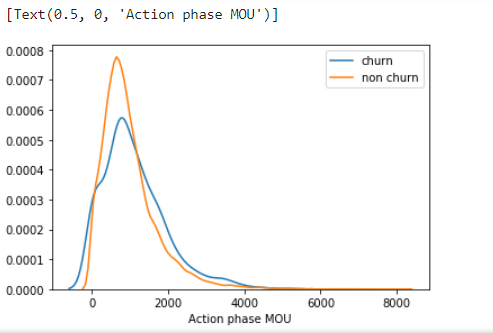 [Text(0.5, 0, 'Action phase MOU')]
churn
non churn
0.0008
0.0007
0.0006
0.0005
0.0004
0.0003
0.0002
0.0001
0.0000
0 2000 4000 6000 8000
Action phase MOU